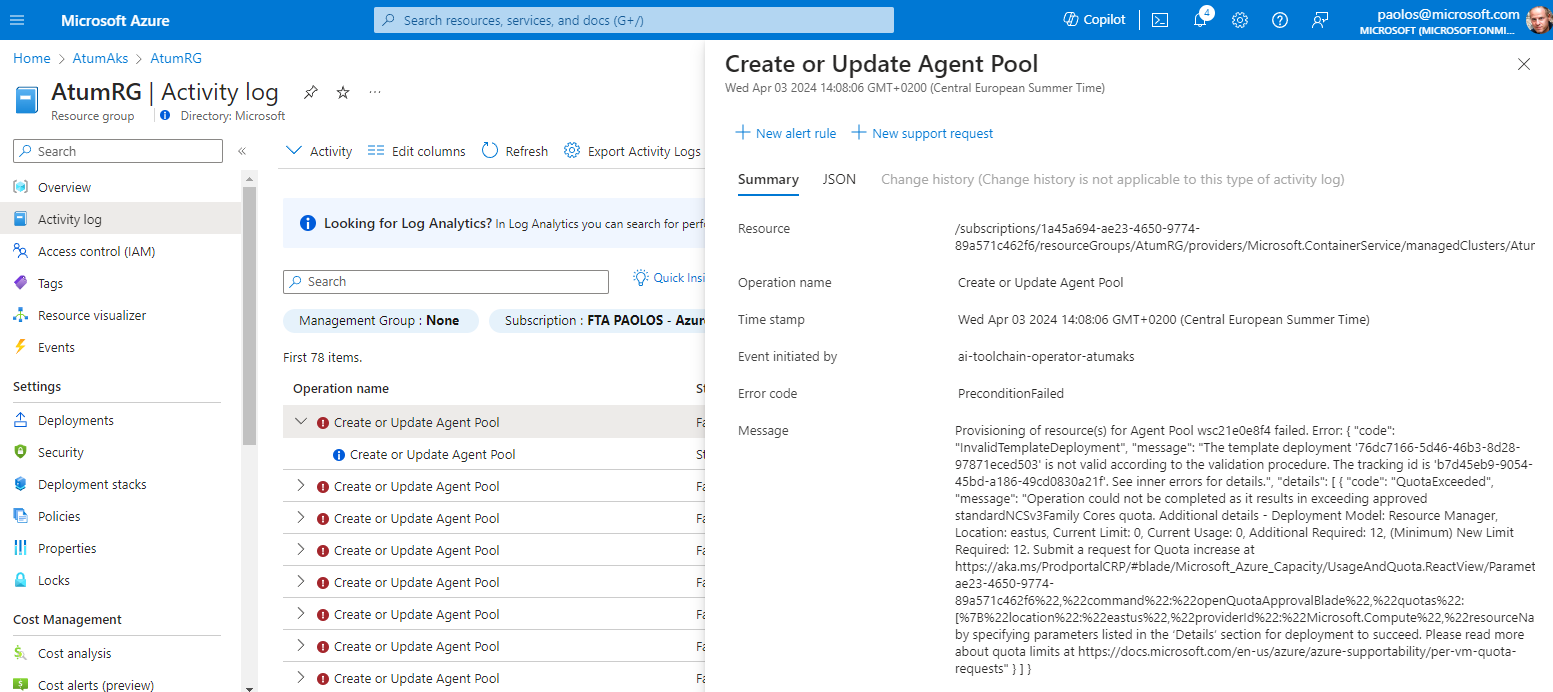 Microsoft Azure
Search resources, services, and docs (G+/)
Copilot
4
paolos@microsoft.com
MICROSOFT (MICROSOFT.ONMI...
Home > AtumAks > AtumRG
AtumRG | Activity log
...
Resource group
Directory: Microsoft
Search
«
Overview
Activity log
Access control (IAM)
Tags
Resource visualizer
Events
Settings
Deployments
Security
Deployment stacks
Policies
Properties
Locks
Cost Management
Cost analysis
Cost alerts (preview)
Activity
Edit columns
Refresh
Export Activity Logs
Looking for Log Analytics? In Log Analytics you can search for perf
Search
Quick Insi
Management Group : None
Subscription : FTA PAOLOS - Azure
First 78 items.
Operation name
St
Create or Update Agent Pool
Fa
Create or Update Agent Pool
St
Create or Update Agent Pool
Fa
Create or Update Agent Pool
Fa
Create or Update Agent Pool
Fa
Create or Update Agent Pool
Fa
Create or Update Agent Pool
Fa
Create or Update Agent Pool
Fa
Create or Update Agent Pool
Fa
Create or Update Agent Pool
Wed Apr 03 2024 14:08:06 GMT+0200 (Central European Summer Time)
New alert rule
New support request
Summary
JSON
Change history (Change history is not applicable to this type of activity log)
Resource
/subscriptions/1a45a694-ae23-4650-9774-
89a571c462f6/resourceGroups/AtumRG/providers/Microsoft.ContainerService/managedClusters/Atur
Operation name
Create or Update Agent Pool
Time stamp
Wed Apr 03 2024 14:08:06 GMT+0200 (Central European Summer Time)
Event initiated by
ai-toolchain-operator-atumaks
Error code
PreconditionFailed
Message
Provisioning of resource(s) for Agent Pool wsc21e0e8f4 failed. Error: { "code":
"InvalidTemplateDeployment", "message": "The template deployment '76dc7166-5d46-46b3-8d28-
97871eced503' is not valid according to the validation procedure. The tracking id is 'b7d45eb9-9054-
45bd-a186-49cd0830a21f'. See inner errors for details.", "details": [ { "code": "QuotaExceeded",
"message": "Operation could not be completed as it results in exceeding approved
standardNCSv3Family Cores quota. Additional details - Deployment Model: Resource Manager,
Location: eastus, Current Limit: 0, Current Usage: 0, Additional Required: 12, (Minimum) New Limit
Required: 12. Submit a request for Quota increase at
https://aka.ms/ProdportalCRP/#blade/Microsoft_Azure_Capacity/UsageAndQuota.ReactView/Paramet
ae23-4650-9774-
89a571c462f6%22,%22command%22:%22openQuotaApprovalBlade%22,%22quotas%22:
[%7B%22location%22:%22eastus%22,%22providerId%22:%22Microsoft.Compute%22,%22resourceNa
by specifying parameters listed in the 'Details' section for deployment to succeed. Please read more
about quota limits at https://docs.microsoft.com/en-us/azure/azure-supportability/per-vm-quota-
requests" } ] }